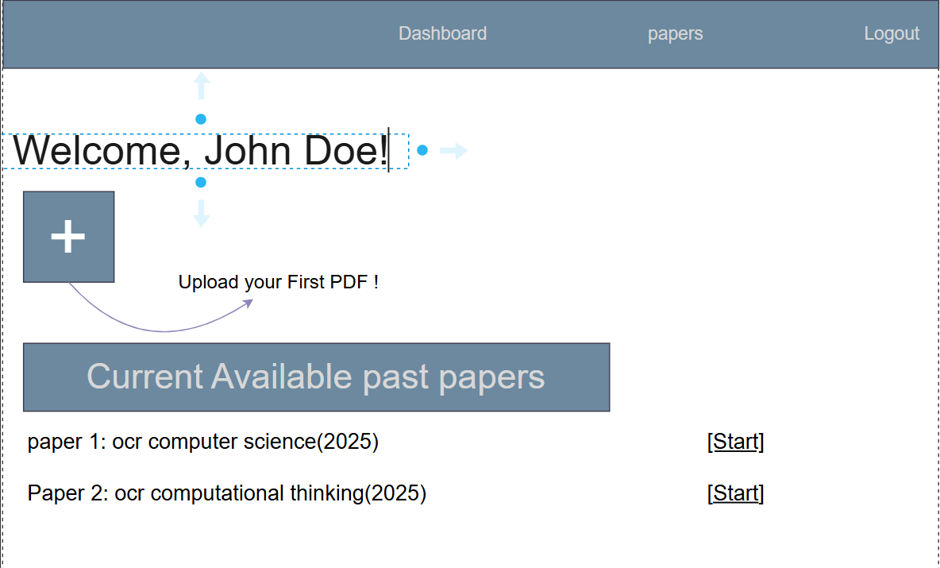 Dashboard papers Logout
Welcome, John Doe!
+
Upload your First PDF !
Current Available past papers
paper 1: ocr computer science(2025) [Start]
Paper 2: ocr computational thinking(2025) [Start]